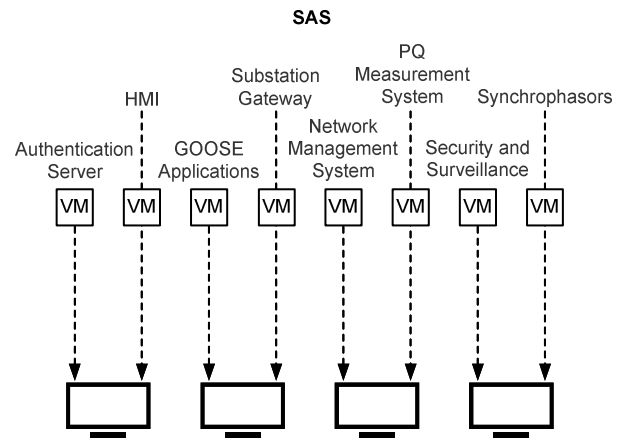 SAS
PQ
Measurement
System
Substation
Gateway
HMI
Synchrophasors
Network
Management
System
Authentication
Server
GOOSE
Applications
Security and
Surveillance
VM
VM
VM
VM
VM
VM
VM
VM